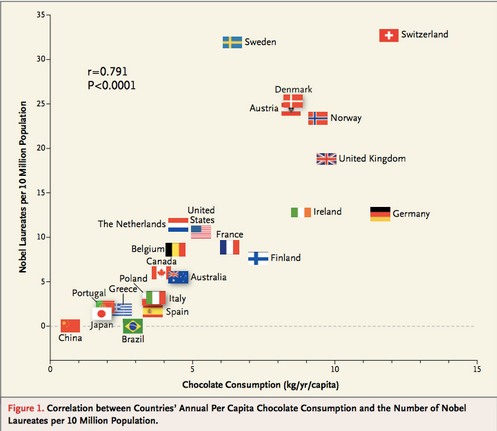 35
30
25
20
15
10
5
0
Nobel Laureates per 10 Million Population
r=0.791
P<0.0001
Sweden
Switzerland
Denmark
Austria
Norway
United Kingdom
United
States
The Netherlands
Ireland
Germany
France
Belgium
Finland
Canada
Australia
Poland
Portugal
Greece
Italy
Spain
Japan
China
Brazil
0
5
10
15
Chocolate Consumption (kg/yr/capita)
Figure 1. Correlation between Countries' Annual Per Capita Chocolate Consumption and the Number of Nobel
Laureates per 10 Million Population.